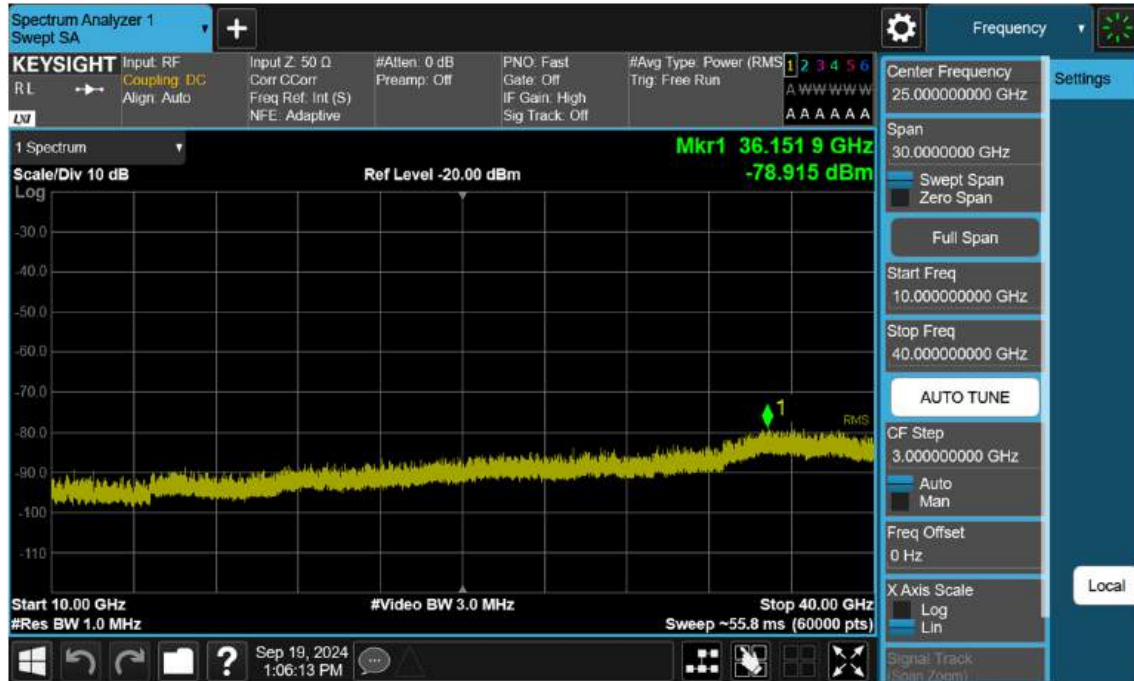 Spectrum Analyzer 1
Swept SA
Frequency
KEYSIGHT
R L
LXI
Input: RF
Coupling: DC
Align: Auto
Input Z: 50 Ω
Corr CCorr
Freq Ref: Int (S)
NFE: Adaptive
#Atten: 0 dB
Preamp: Off
PNO: Fast
Gate: Off
IF Gain: High
Sig Track: Off
#Avg Type: Power (RMS
Trig: Free Run
1 2 3 4 5 6
A W W W W W
A A A A A A
1 Spectrum
Scale/Div 10 dB
Ref Level -20.00 dBm
Mkr1 36.151 9 GHz
-78.915 dBm
Log
-30.0
-40.0
-50.0
-60.0
-70.0
-80.0
-90.0
-100
-110
1
RMS
Start 10.00 GHz
#Res BW 1.0 MHz
#Video BW 3.0 MHz
Stop 40.00 GHz
Sweep ~55.8 ms (60000 pts)
Center Frequency
25.000000000 GHz
Span
30.0000000 GHz
Swept Span
Zero Span
Full Span
Start Freq
10.000000000 GHz
Stop Freq
40.000000000 GHz
AUTO TUNE
CF Step
3.000000000 GHz
Auto
Man
Freq Offset
0 Hz
X Axis Scale
Log
Lin
Signal Track
(Span Zoom)
Settings
Local
?
Sep 19, 2024
1:06:13 PM